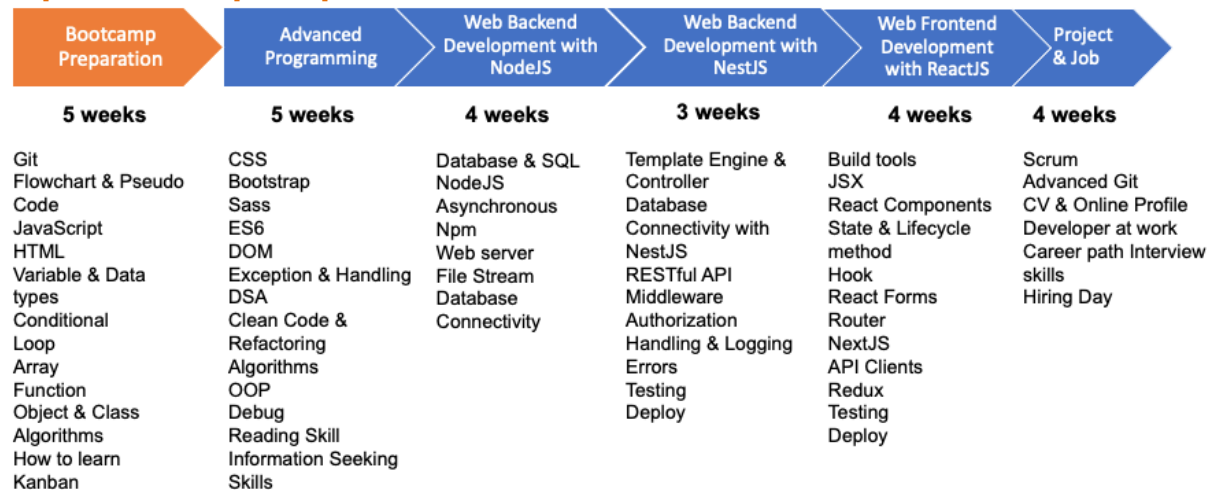 Bootcamp
Preparation
5 weeks
Git
Flowchart & Pseudo
Code
JavaScript
HTML
Variable & Data
types
Conditional
Loop
Array
Function
Object & Class
Algorithms
How to learn
Kanban
Advanced
Programming
5 weeks
CSS
Bootstrap
Sass
ES6
DOM
Exception & Handling
DSA
Clean Code &
Refactoring
Algorithms
OOP
Debug
Reading Skill
Information Seeking
Skills
Web Backend
Development with
NodeJS
4 weeks
Database & SQL
NodeJS
Asynchronous
Npm
Web server
File Stream
Database
Connectivity
Web Backend
Development with
NestJS
3 weeks
Template Engine &
Controller
Database
Connectivity with
NestJS
RESTful API
Middleware
Authorization
Handling & Logging
Errors
Testing
Deploy
Web Frontend
Development
with ReactJS
4 weeks
Build tools
JSX
React Components
State & Lifecycle
method
Hook
React Forms
Router
NextJS
API Clients
Redux
Testing
Deploy
Project
& Job
4 weeks
Scrum
Advanced Git
CV & Online Profile
Developer at work
Career path Interview
skills
Hiring Day